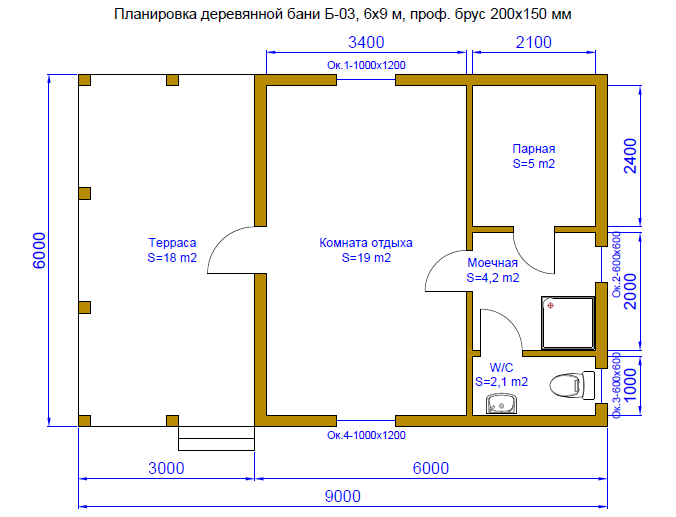 Планировка деревянной бани Б-03, 6х9 м, проф. брус 200х150 мм
3400
2100
Ок.1-1000х1200
Парная
S=5 m2
2400
6000
Терраса
S=18 m2
Комната отдыха
S=19 m2
Моечная
S=4,2 m2
Ок.2-600х600
2000
W/C
S=2,1 m2
Ок.3-600х600
1000
Ок.4-1000х1200
3000
6000
9000